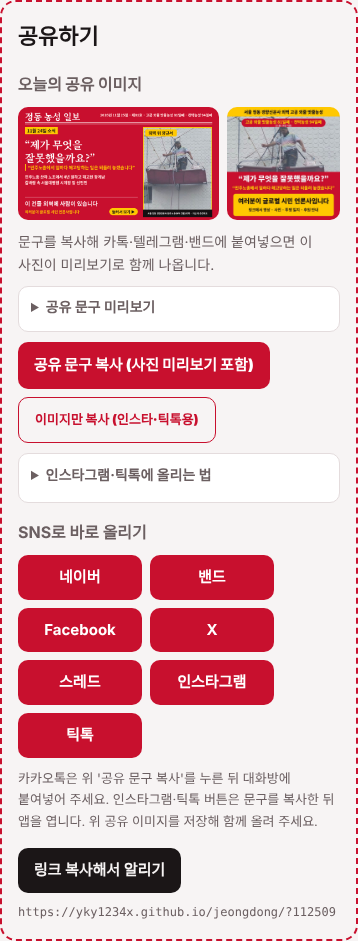 공유하기
오늘의 공유 이미지
정동 농성 일보
11월 24일 소식
“제가 무엇을
잘못했을까요?”
이 건물 외벽에 사람이 있습니다
“제가 무엇을 잘못했을까요?”
여러분이 글로벌 시민 언론사입니다
문구를 복사해 카톡·텔레그램·밴드에 붙여넣으면 이
사진이 미리보기로 함께 나옵니다.
▶ 공유 문구 미리보기
공유 문구 복사 (사진 미리보기 포함)
이미지만 복사 (인스타·틱톡용)
▶ 인스타그램·틱톡에 올리는 법
SNS로 바로 올리기
네이버
밴드
Facebook
X
스레드
인스타그램
틱톡
카카오톡은 위 '공유 문구 복사'를 누른 뒤 대화방에
붙여넣어 주세요. 인스타그램·틱톡 버튼은 문구를 복사한 뒤
앱을 엽니다. 위 공유 이미지를 저장해 함께 올려 주세요.
링크 복사해서 알리기
https://yky1234x.github.io/jeongdong/?112509